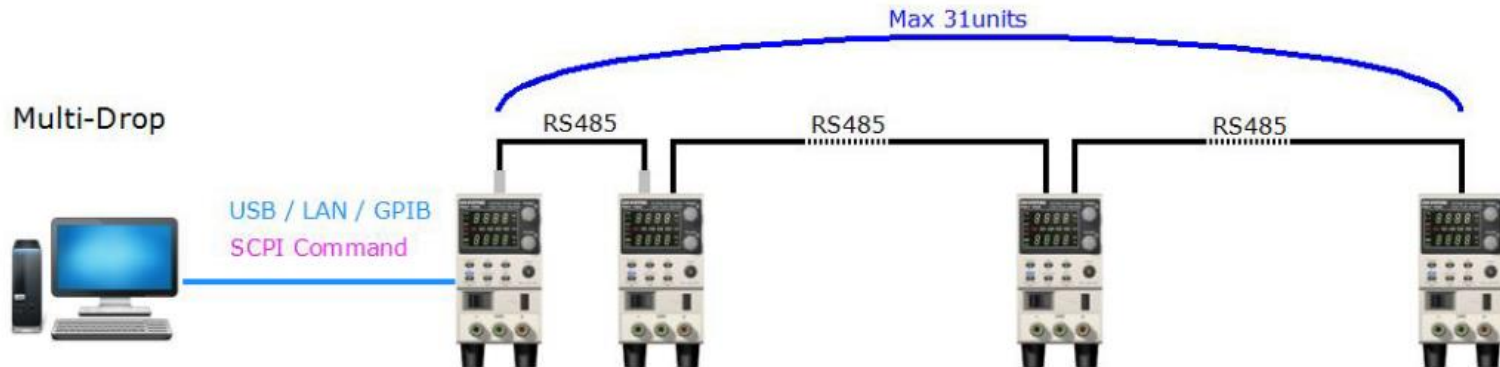 Max 31units
Multi-Drop
RS485
RS485
RS485
USB / LAN / GPIB
SCPI Command